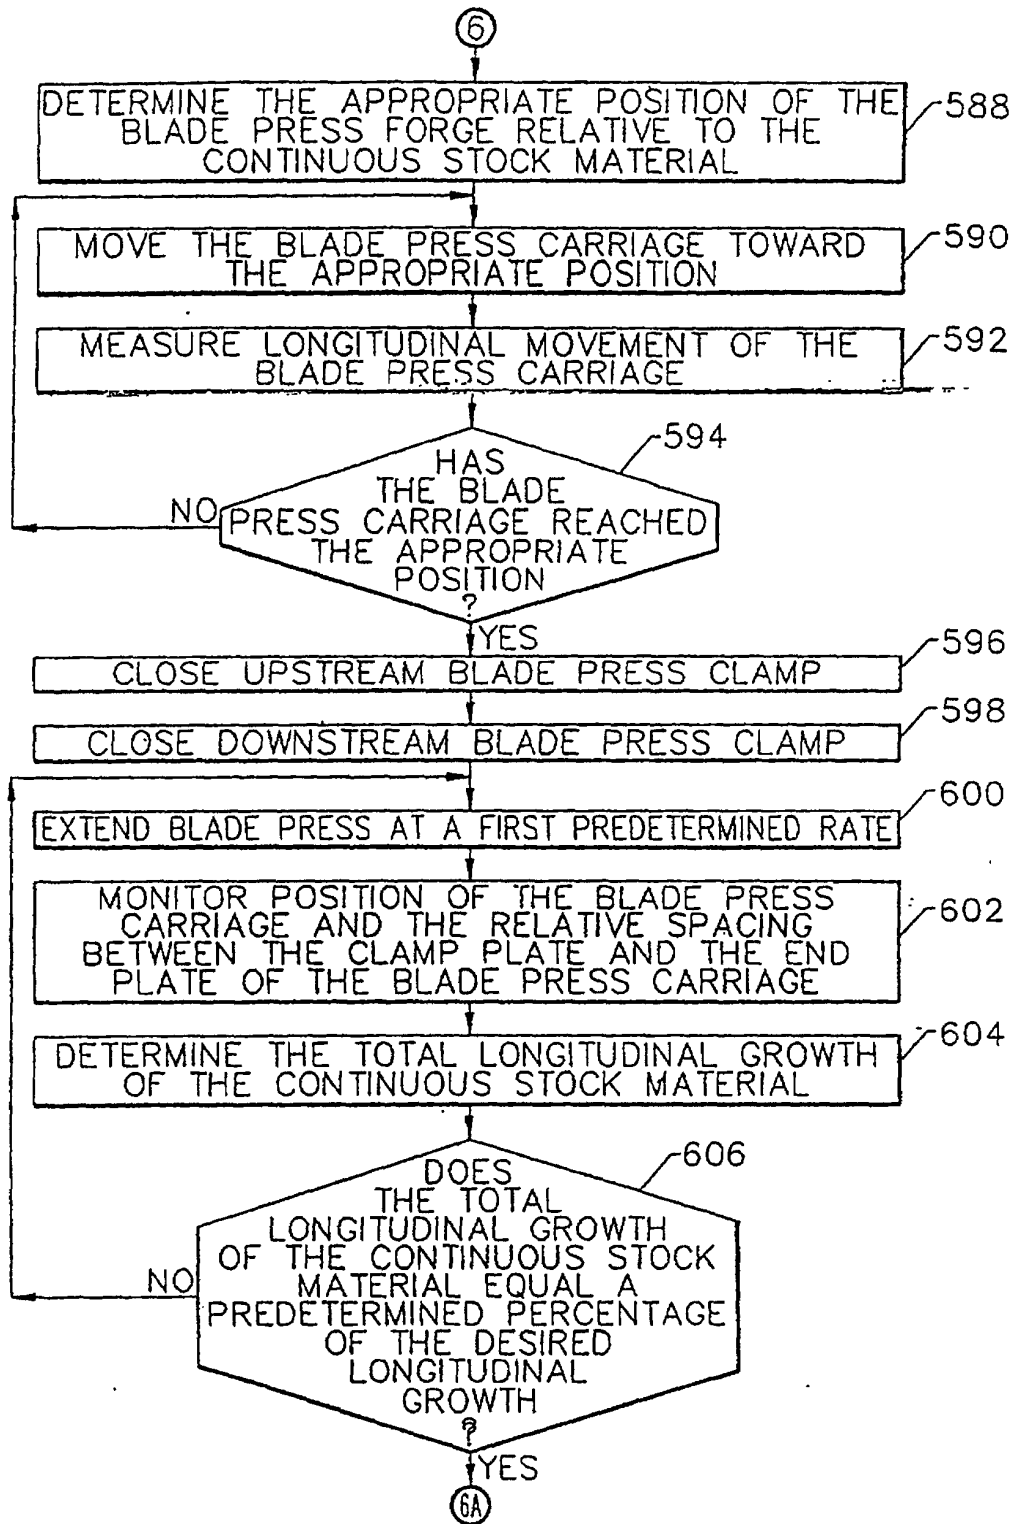 6
DETERMINE THE APPROPRIATE POSITION OF THE
BLADE PRESS FORGE RELATIVE TO THE
CONTINUOUS STOCK MATERIAL
588
MOVE THE BLADE PRESS CARRIAGE TOWARD
THE APPROPRIATE POSITION
590
MEASURE LONGITUDINAL MOVEMENT OF THE
BLADE PRESS CARRIAGE
592
594
HAS
THE BLADE
PRESS CARRIAGE REACHED
THE APPROPRIATE
POSITION
?
NO
YES
CLOSE UPSTREAM BLADE PRESS CLAMP
596
CLOSE DOWNSTREAM BLADE PRESS CLAMP
598
EXTEND BLADE PRESS AT A FIRST PREDETERMINED RATE
600
MONITOR POSITION OF THE BLADE PRESS
CARRIAGE AND THE RELATIVE SPACING
BETWEEN THE CLAMP PLATE AND THE END
PLATE OF THE BLADE PRESS CARRIAGE
602
DETERMINE THE TOTAL LONGITUDINAL GROWTH
OF THE CONTINUOUS STOCK MATERIAL
604
606
DOES
THE TOTAL
LONGITUDINAL GROWTH
OF THE CONTINUOUS STOCK
MATERIAL EQUAL A
PREDETERMINED PERCENTAGE
OF THE DESIRED
LONGITUDINAL
GROWTH
?
NO
YES
6A